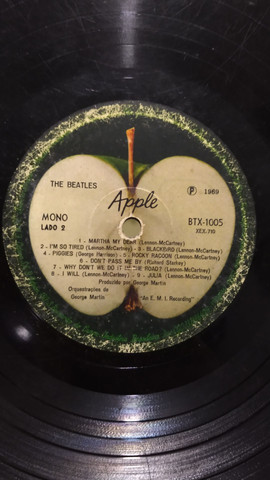 THE BEATLES
Apple
℗ 1969
MONO
LADO 2
BTX-1005
XEX-710
1 - MARTHA MY DEAR (Lennon-McCartney)
2 - I'M SO TIRED (Lennon-McCartney) - 3 - BLACKBIRD (Lennon-McCartney)
4 - PIGGIES (George Harrison) - 5 - ROCKY RACCOON (Lennon-McCartney)
6 - DON'T PASS ME BY (Richard Starkey)
7 - WHY DON'T WE DO IT IN THE ROAD? (Lennon-McCartney)
8 - I WILL (Lennon-McCartney) - 9 - JULIA (Lennon-McCartney)
Produzida por George Martin
Orquestrações de
George Martin
"An E. M. I. Recording"